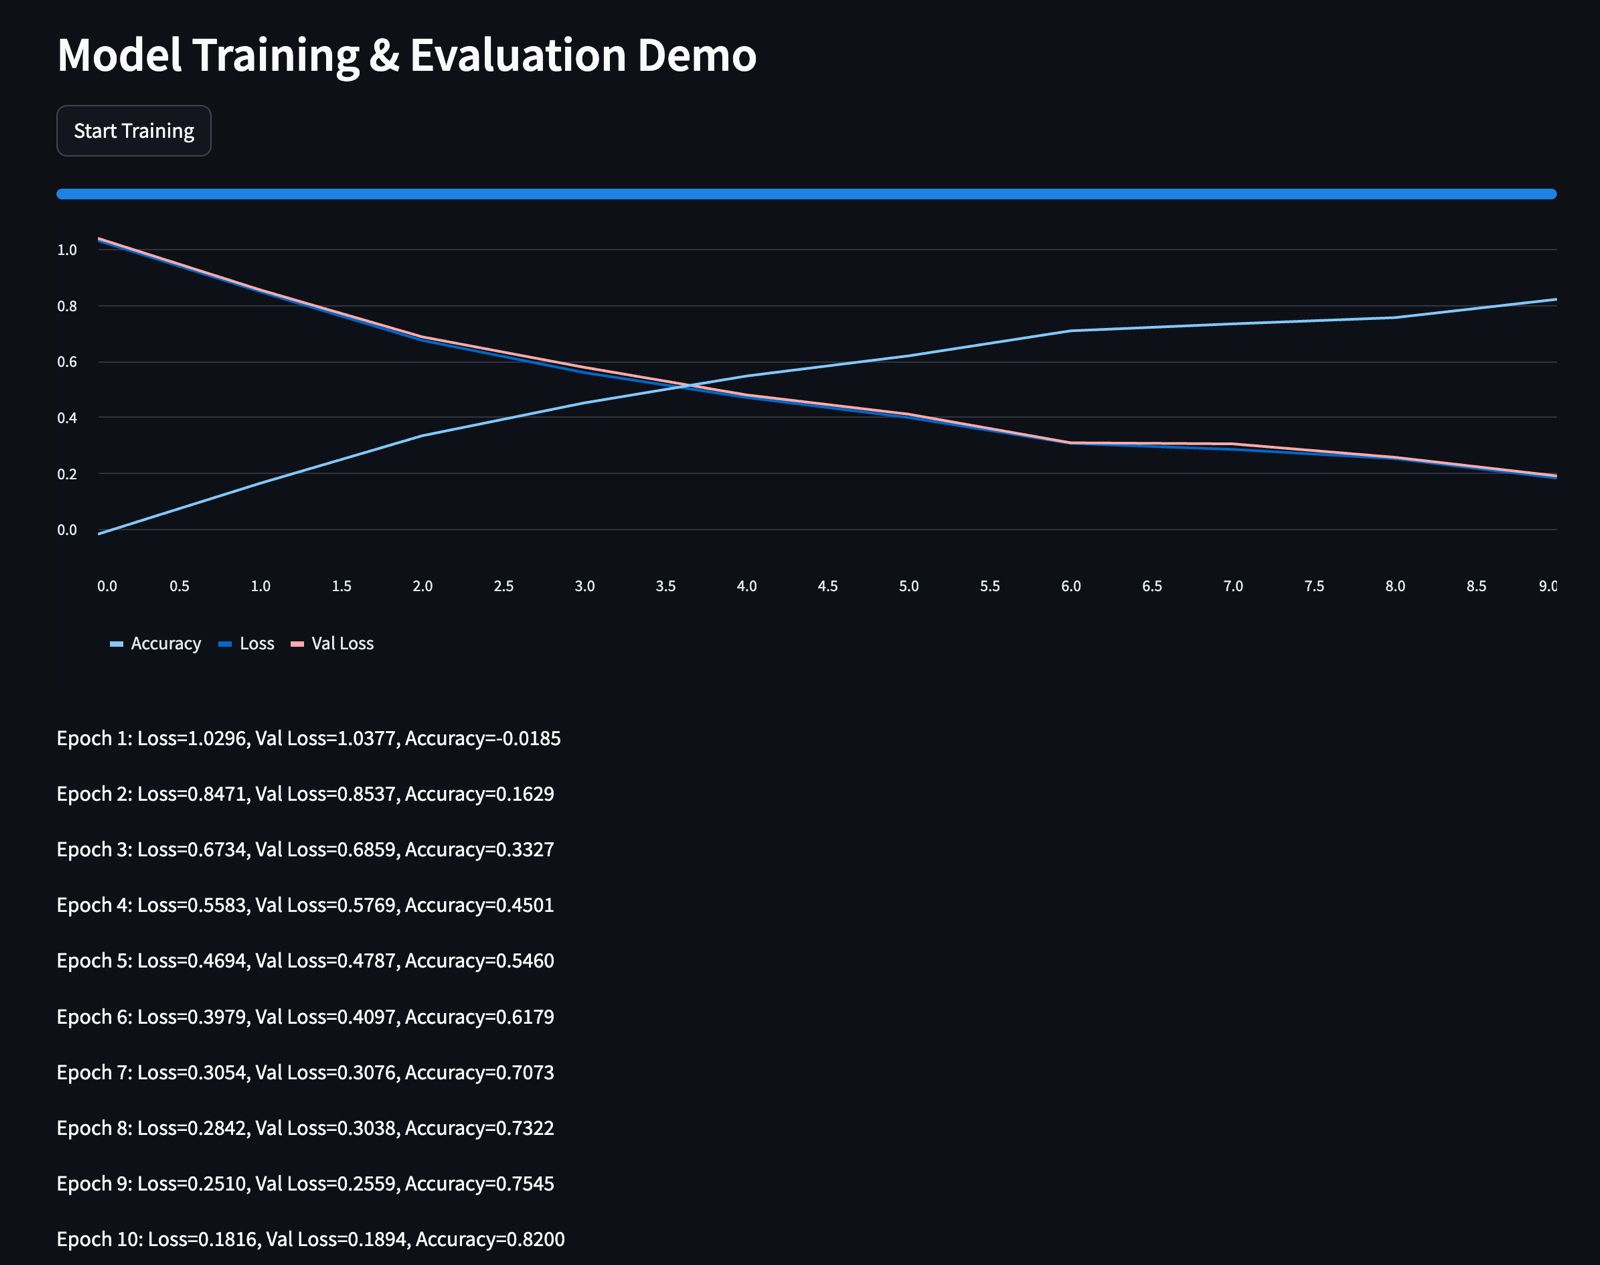 Model Training & Evaluation Demo
Start Training
1.0
0.8
0.6
0.4
0.2
0.0
0.0 0.5 1.0 1.5 2.0 2.5 3.0 3.5 4.0 4.5 5.0 5.5 6.0 6.5 7.0 7.5 8.0 8.5 9.0
Accuracy Loss Val Loss
Epoch 1: Loss=1.0296, Val Loss=1.0377, Accuracy=-0.0185
Epoch 2: Loss=0.8471, Val Loss=0.8537, Accuracy=0.1629
Epoch 3: Loss=0.6734, Val Loss=0.6859, Accuracy=0.3327
Epoch 4: Loss=0.5583, Val Loss=0.5769, Accuracy=0.4501
Epoch 5: Loss=0.4694, Val Loss=0.4787, Accuracy=0.5460
Epoch 6: Loss=0.3979, Val Loss=0.4097, Accuracy=0.6179
Epoch 7: Loss=0.3054, Val Loss=0.3076, Accuracy=0.7073
Epoch 8: Loss=0.2842, Val Loss=0.3038, Accuracy=0.7322
Epoch 9: Loss=0.2510, Val Loss=0.2559, Accuracy=0.7545
Epoch 10: Loss=0.1816, Val Loss=0.1894, Accuracy=0.8200